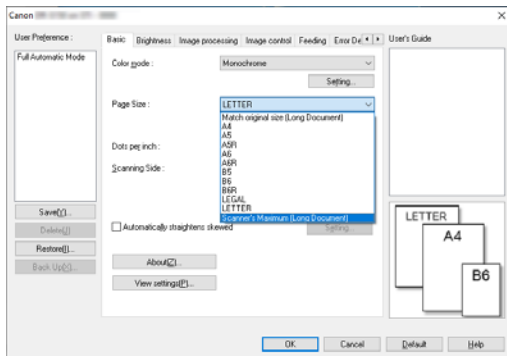 Canon
User Preference :
Full Automatic Mode
Save(Y)...
Delete(J)
Restore(I)...
Back Up(K)...
Basic Brightness Image processing Image control Feeding Error De
Color mode :
Monochrome
Setting...
Page Size :
LETTER
Match original size (Long Document)
A4
A5
A5R
A6
A6R
B5
B6
B6R
LEGAL
LETTER
Scanner's Maximum (Long Document)
Dots per inch :
Scanning Side :
Automatically straightens skewed
Setting...
About(Z)...
View settings(P)...
User's Guide
LETTER
A4
B6
OK Cancel Default Help